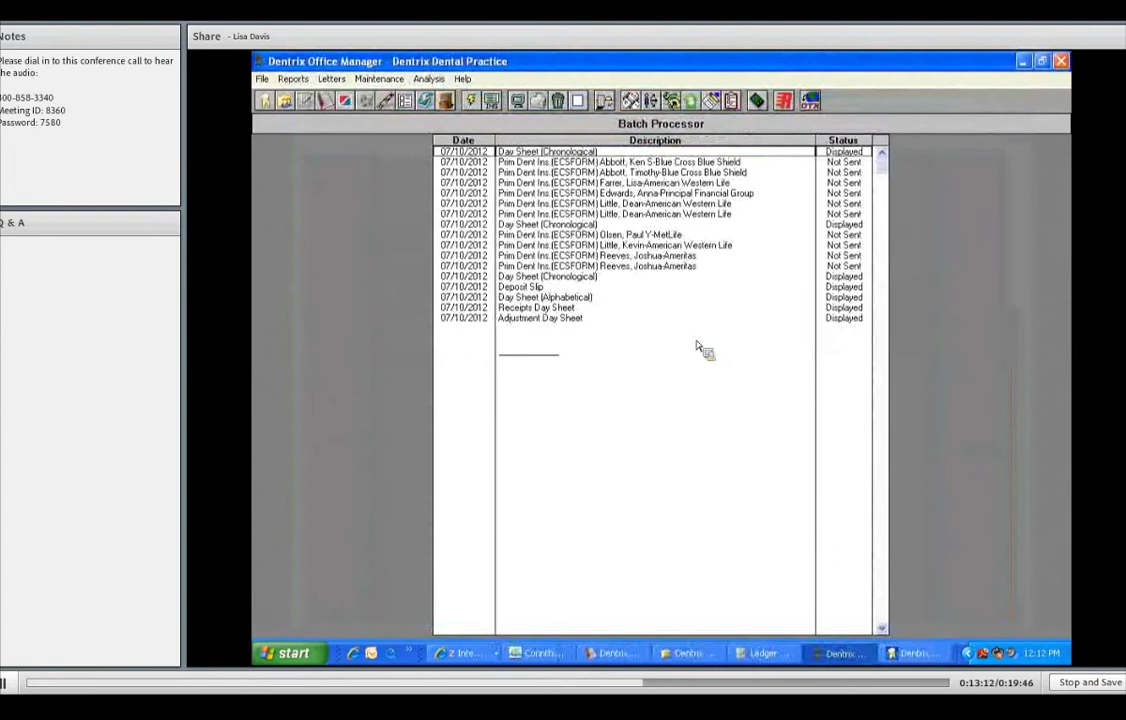 Notes
Share - Lisa Davis
Please dial in to this conference call to hear
the audio:
800-858-3340
Meeting ID: 8360
Password: 7580
Q & A
Dentrix Office Manager - Dentrix Dental Practice
File Reports Letters Maintenance Analysis Help
Batch Processor
Date Description Status
07/10/2012 Day Sheet (Chronological) Displayed
07/10/2012 Prim Dent Ins.(ECSFORM) Abbott, Ken S-Blue Cross Blue Shield Not Sent
07/10/2012 Prim Dent Ins.(ECSFORM) Abbott, Timothy-Blue Cross Blue Shield Not Sent
07/10/2012 Prim Dent Ins.(ECSFORM) Farrer, Lisa-American Western Life Not Sent
07/10/2012 Prim Dent Ins.(ECSFORM) Edwards, Anna-Principal Financial Group Not Sent
07/10/2012 Prim Dent Ins.(ECSFORM) Little, Dean-American Western Life Not Sent
07/10/2012 Prim Dent Ins.(ECSFORM) Little, Dean-American Western Life Not Sent
07/10/2012 Day Sheet (Chronological) Displayed
07/10/2012 Prim Dent Ins.(ECSFORM) Olsen, Paul Y-MetLife Not Sent
07/10/2012 Prim Dent Ins.(ECSFORM) Little, Kevin-American Western Life Not Sent
07/10/2012 Prim Dent Ins.(ECSFORM) Reeves, Joshua-Ameritas Not Sent
07/10/2012 Prim Dent Ins.(ECSFORM) Reeves, Joshua-Ameritas Not Sent
07/10/2012 Day Sheet (Chronological) Displayed
07/10/2012 Deposit Slip Displayed
07/10/2012 Day Sheet (Alphabetical) Displayed
07/10/2012 Receipts Day Sheet Displayed
07/10/2012 Adjustment Day Sheet Displayed
start 2 Inte... Corinth... Dentrix... Dentrix ... Ledger ... Dentrix ... Dentrix... 12:12 PM
0:13:12/0:19:46 Stop and Save